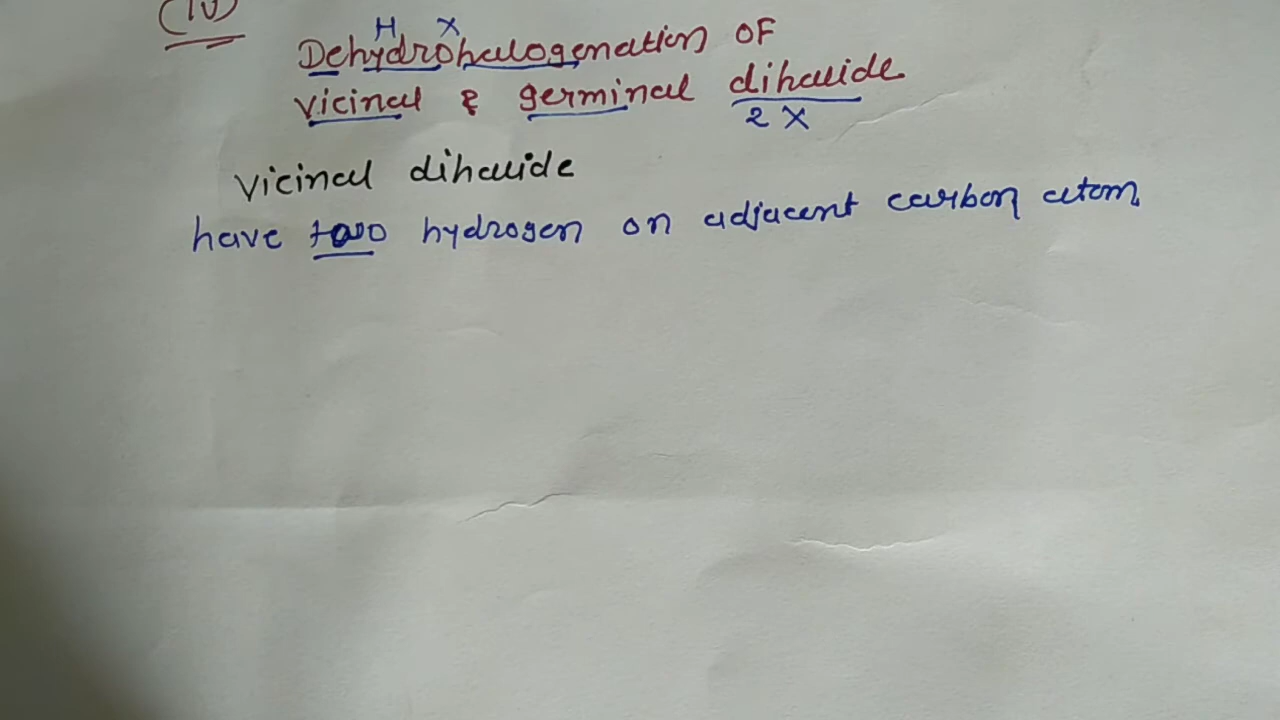 (IV)
H X
Dehydrohalogenation OF
vicinal & germinal dihalide
2 X
vicinal dihalide
have two hydrogen on adjacent carbon atom